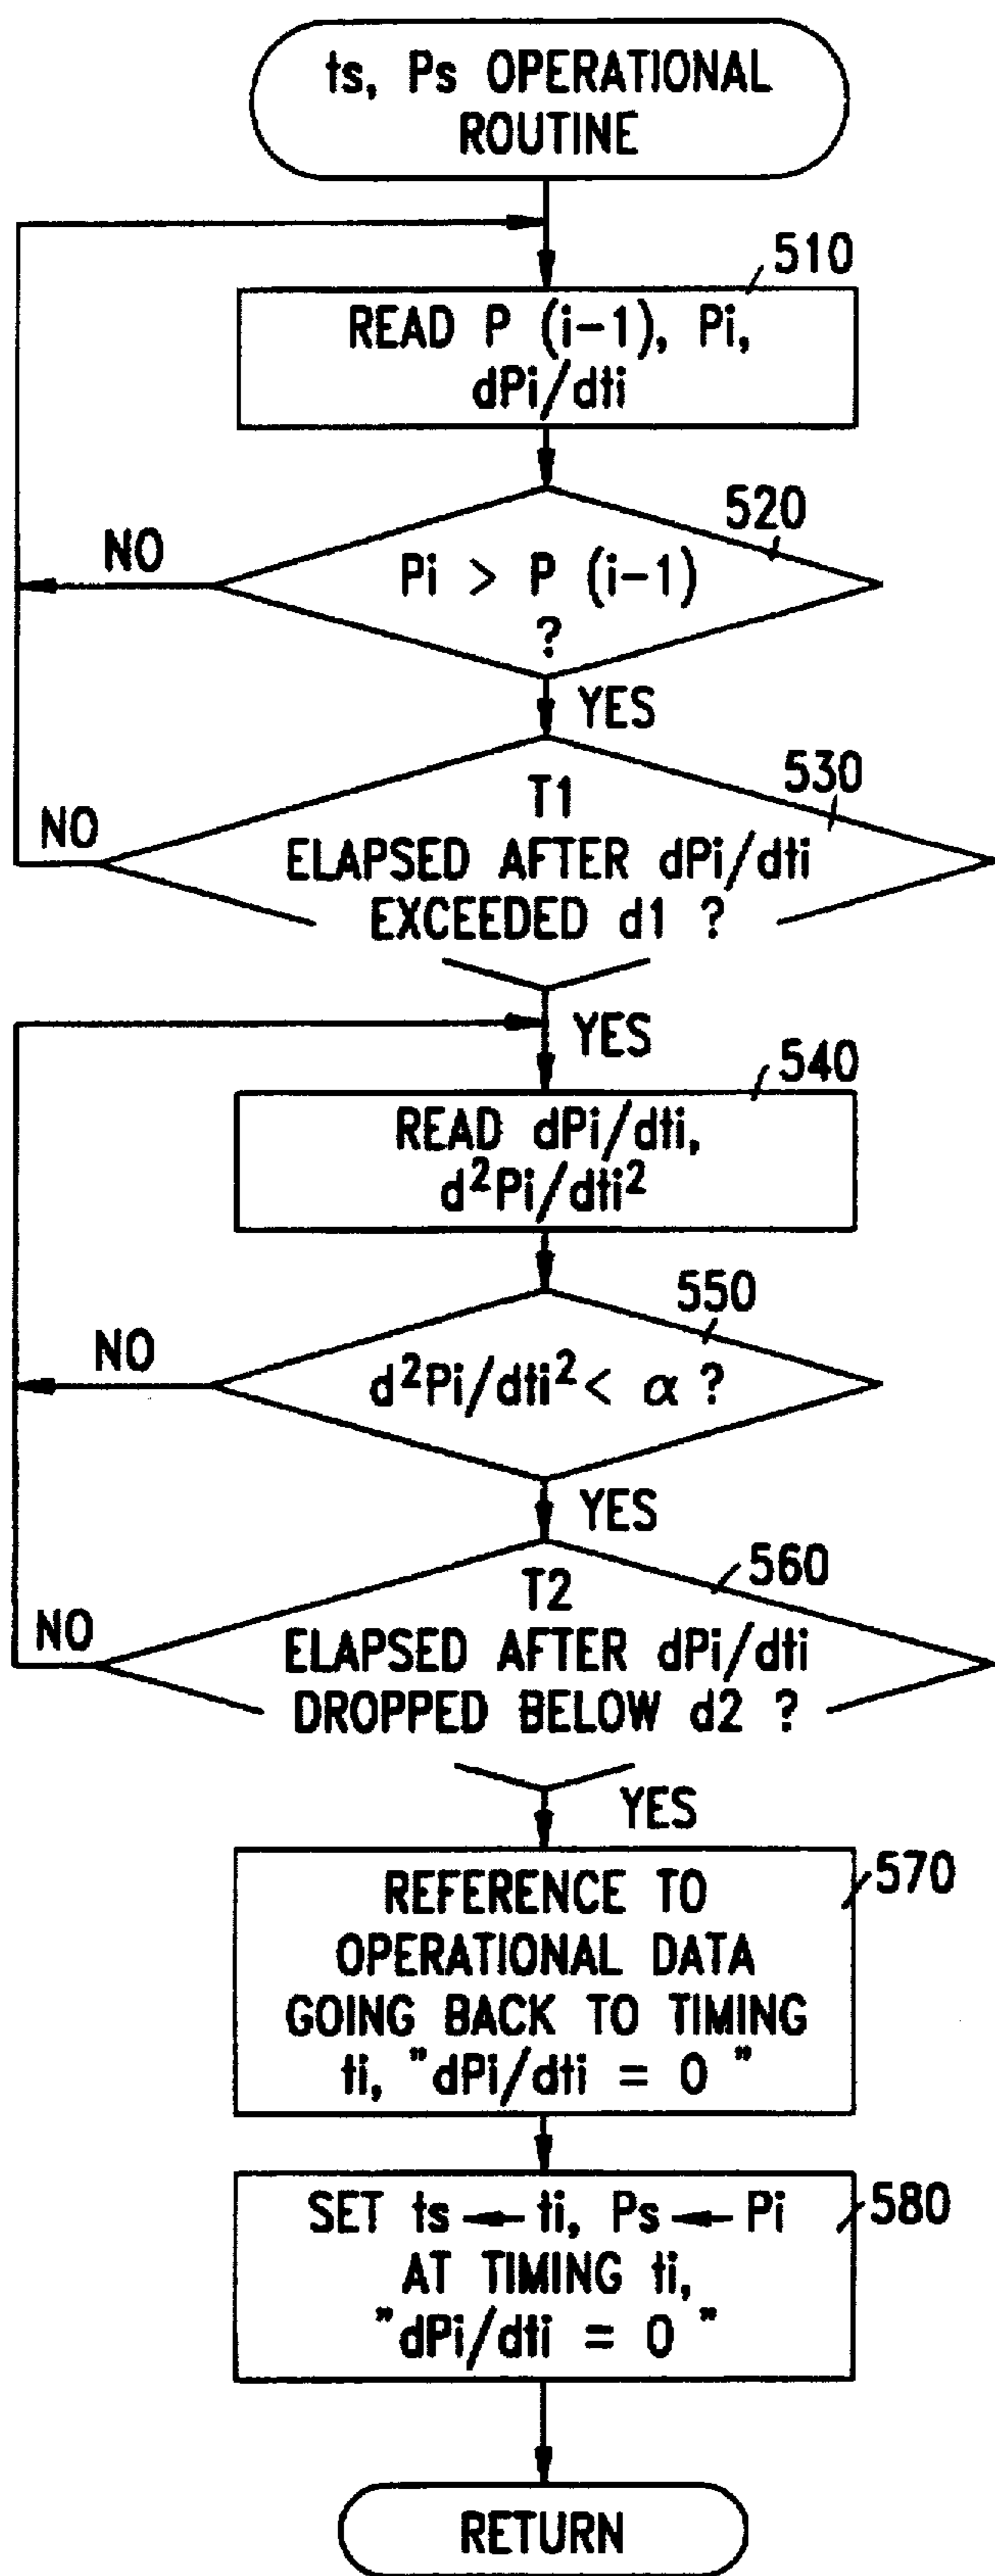 ts, Ps OPERATIONAL
ROUTINE
510
READ P (i-1), Pi,
dPi/dti
520
NO
Pi > P (i-1)
?
YES
530
T1
NO
ELAPSED AFTER dPi/dti
EXCEEDED d1 ?
YES
540
READ dPi/dti,
d²Pi/dti²
550
NO
d²Pi/dti² < α ?
YES
560
T2
NO
ELAPSED AFTER dPi/dti
DROPPED BELOW d2 ?
YES
570
REFERENCE TO
OPERATIONAL DATA
GOING BACK TO TIMING
ti, "dPi/dti = 0 "
580
SET ts ← ti, Ps ← Pi
AT TIMING ti,
"dPi/dti = 0 "
RETURN